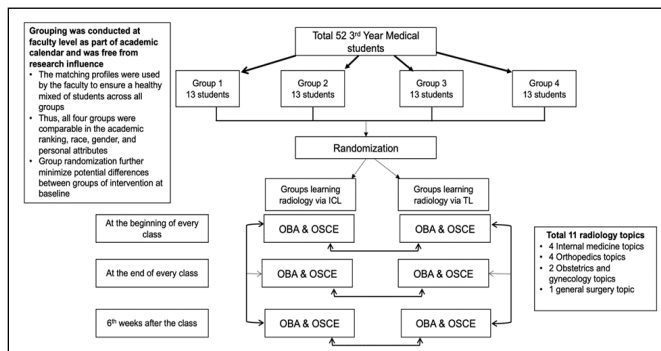 Grouping was conducted at
faculty level as part of academic
calendar and was free from
research influence
• The matching profiles were used
by the faculty to ensure a healthy
mixed of students across all
groups
• Thus, all four groups were
comparable in the academic
ranking, race, gender, and
personal attributes
• Group randomization further
minimize potential differences
between groups of intervention at
baseline
Total 52 3rd Year Medical
students
Group 1
13 students
Group 2
13 students
Group 3
13 students
Group 4
13 students
Randomization
Groups learning
radiology via ICL
Groups learning
radiology via TL
At the beginning of every
class
OBA & OSCE
OBA & OSCE
At the end of every class
OBA & OSCE
OBA & OSCE
6th weeks after the class
OBA & OSCE
OBA & OSCE
Total 11 radiology topics
• 4 Internal medicine topics
• 4 Orthopedics topics
• 2 Obstetrics and
gynecology topics
• 1 general surgery topic